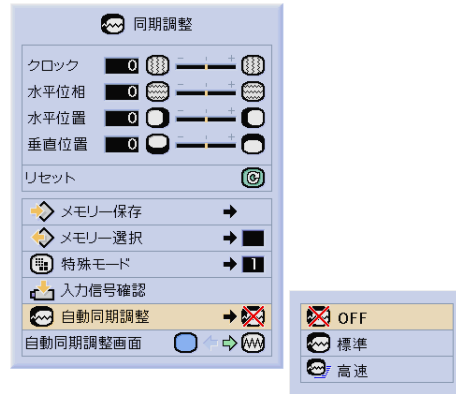 同期調整
クロック 0 - +
水平位相 0 - +
水平位置 0 - +
垂直位置 0 - +
リセット
メモリー保存
メモリー選択
特殊モード 1
入力信号確認
自動同期調整
自動同期調整画面
OFF
標準
高速